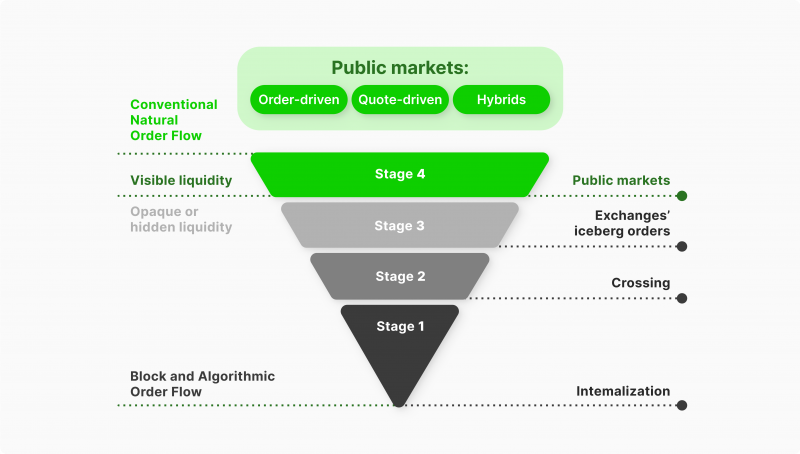 Public markets:
Order-driven
Quote-driven
Hybrids
Conventional
Natural
Order Flow
Visible liquidity
Stage 4
Public markets
Opaque or
hidden liquidity
Stage 3
Exchanges’
iceberg orders
Stage 2
Crossing
Stage 1
Block and Algorithmic
Order Flow
Intemalization